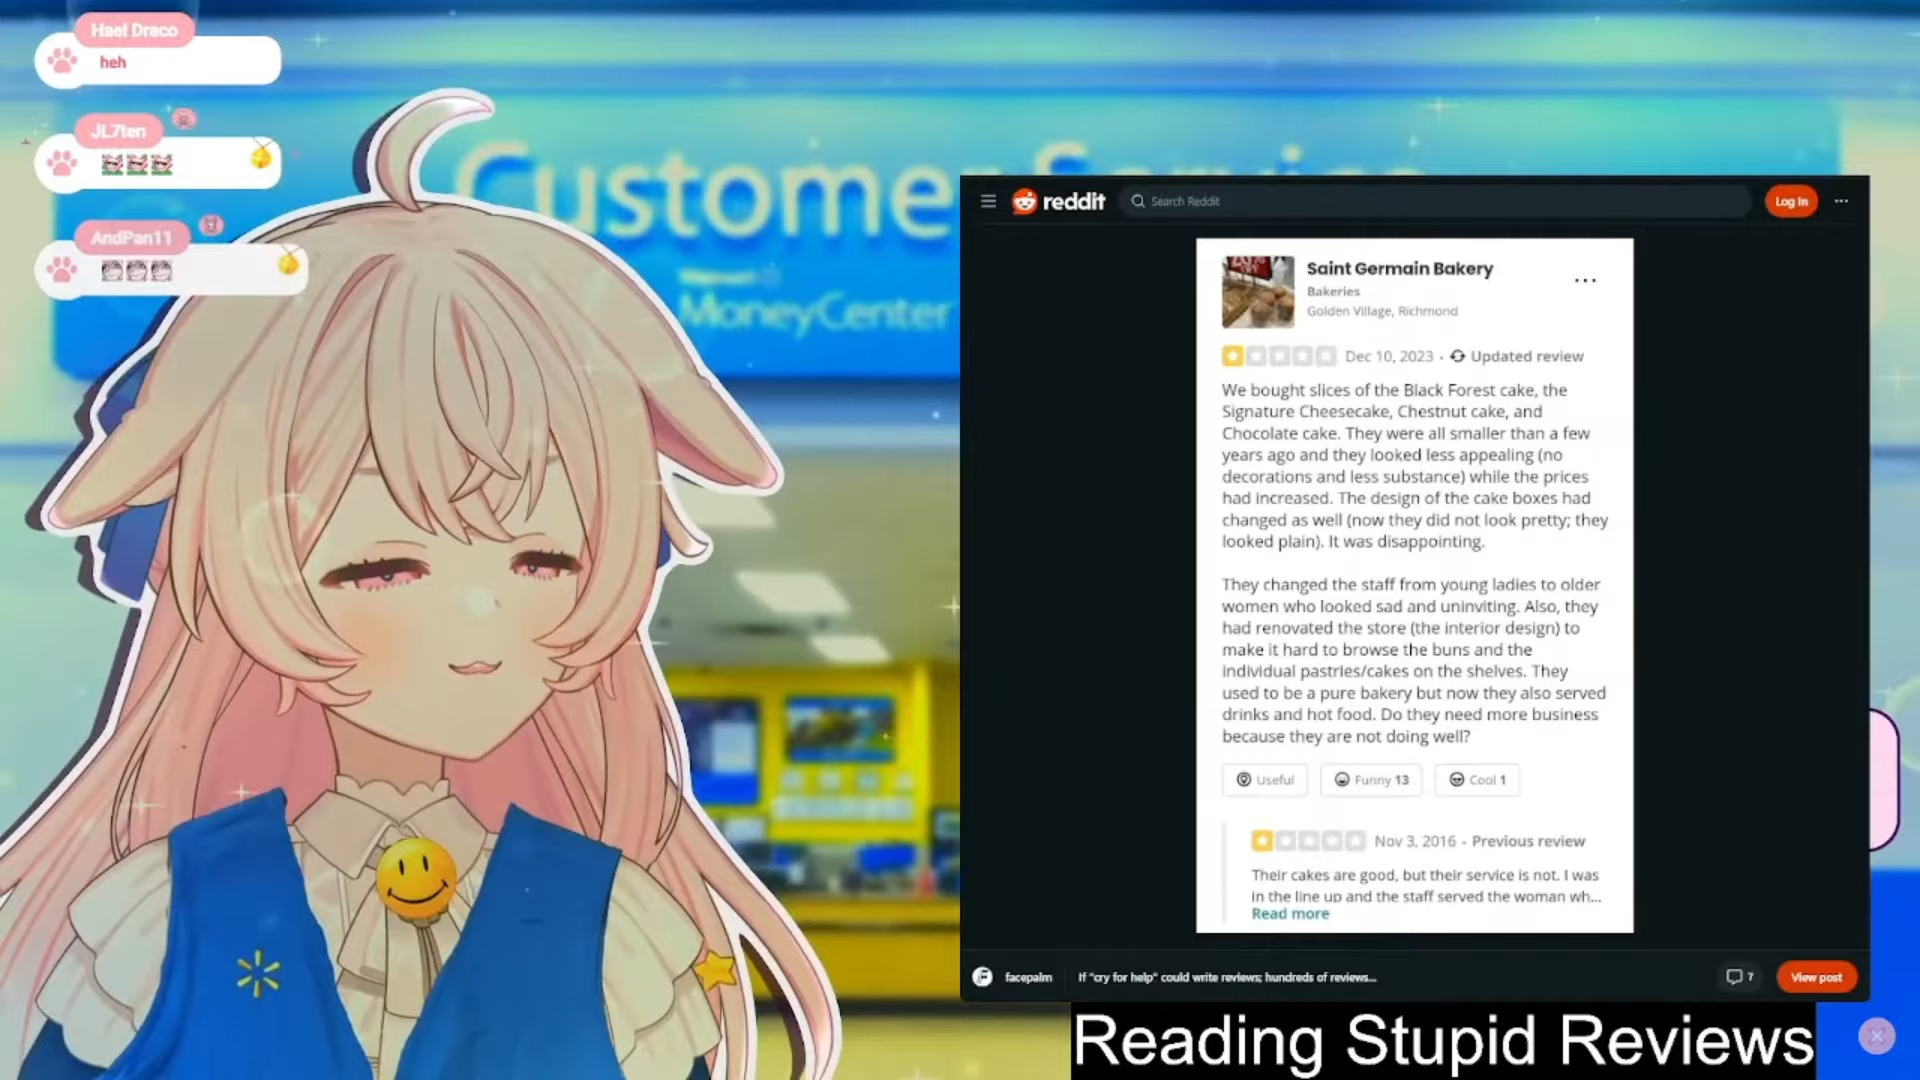 Hael Draco
heh
JL7ten
AndPan11
Custome
MoneyCenter
reddit
Search Reddit
Log In
Saint Germain Bakery
Bakeries
Golden Village, Richmond
Dec 10, 2023 · Updated review
We bought slices of the Black Forest cake, the
Signature Cheesecake, Chestnut cake, and
Chocolate cake. They were all smaller than a few
years ago and they looked less appealing (no
decorations and less substance) while the prices
had increased. The design of the cake boxes had
changed as well (now they did not look pretty; they
looked plain). It was disappointing.
They changed the staff from young ladies to older
women who looked sad and uninviting. Also, they
had renovated the store (the interior design) to
make it hard to browse the buns and the
individual pastries/cakes on the shelves. They
used to be a pure bakery but now they also served
drinks and hot food. Do they need more business
because they are not doing well?
Useful
Funny 13
Cool 1
Nov 3, 2016 · Previous review
Their cakes are good, but their service is not. I was
in the line up and the staff served the woman wh...
Read more
facepalm
If "cry for help" could write reviews; hundreds of reviews...
7
View post
Reading Stupid Reviews